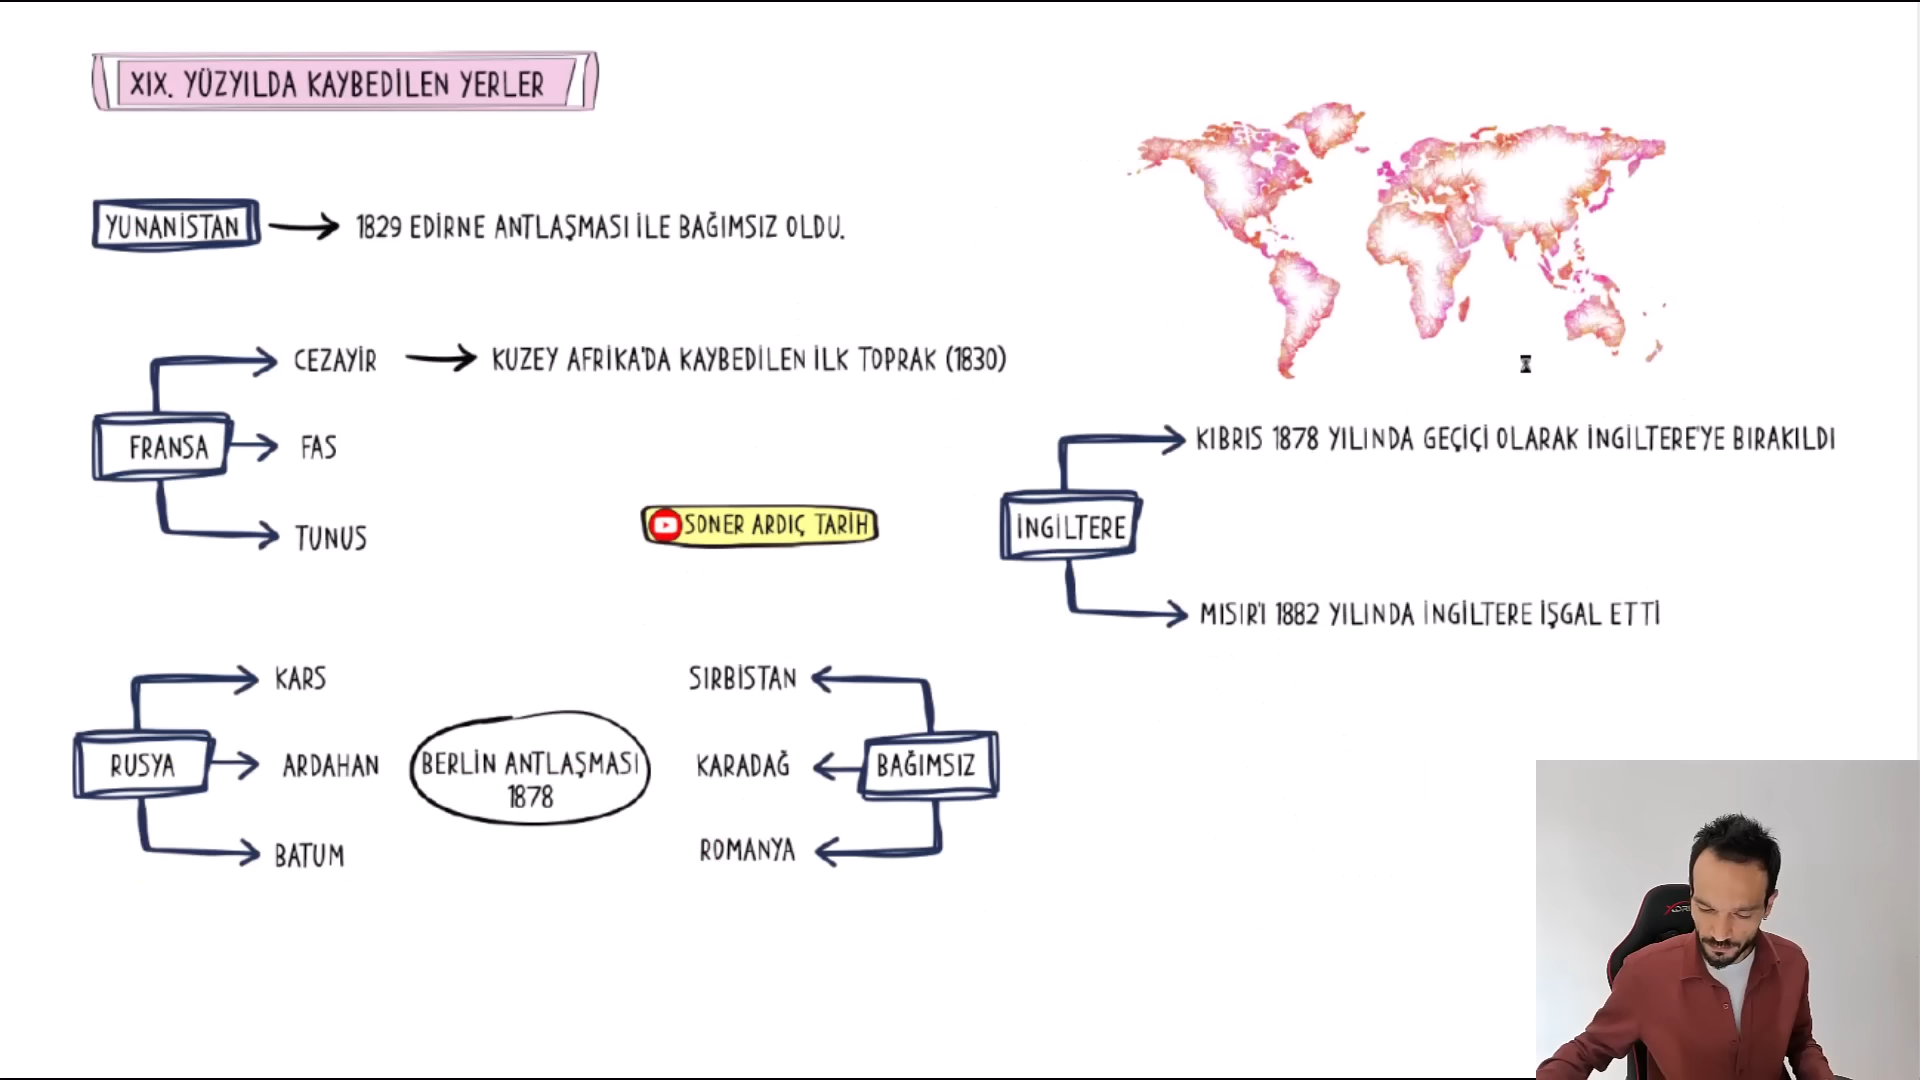 XIX. YÜZYILDA KAYBEDİLEN YERLER
YUNANİSTAN
1829 EDİRNE ANTLAŞMASI İLE BAĞIMSIZ OLDU.
CEZAYİR
KUZEY AFRİKA'DA KAYBEDİLEN İLK TOPRAK (1830)
FRANSA
FAS
TUNUS
SONER ARDIÇ TARİH
KIBRIS 1878 YILINDA GEÇİÇİ OLARAK İNGİLTERE'YE BIRAKILDI
İNGİLTERE
MISIR'I 1882 YILINDA İNGİLTERE İŞGAL ETTİ
KARS
RUSYA
ARDAHAN
BATUM
BERLİN ANTLAŞMASI
1878
SIRBİSTAN
KARADAĞ
BAĞIMSIZ
ROMANYA